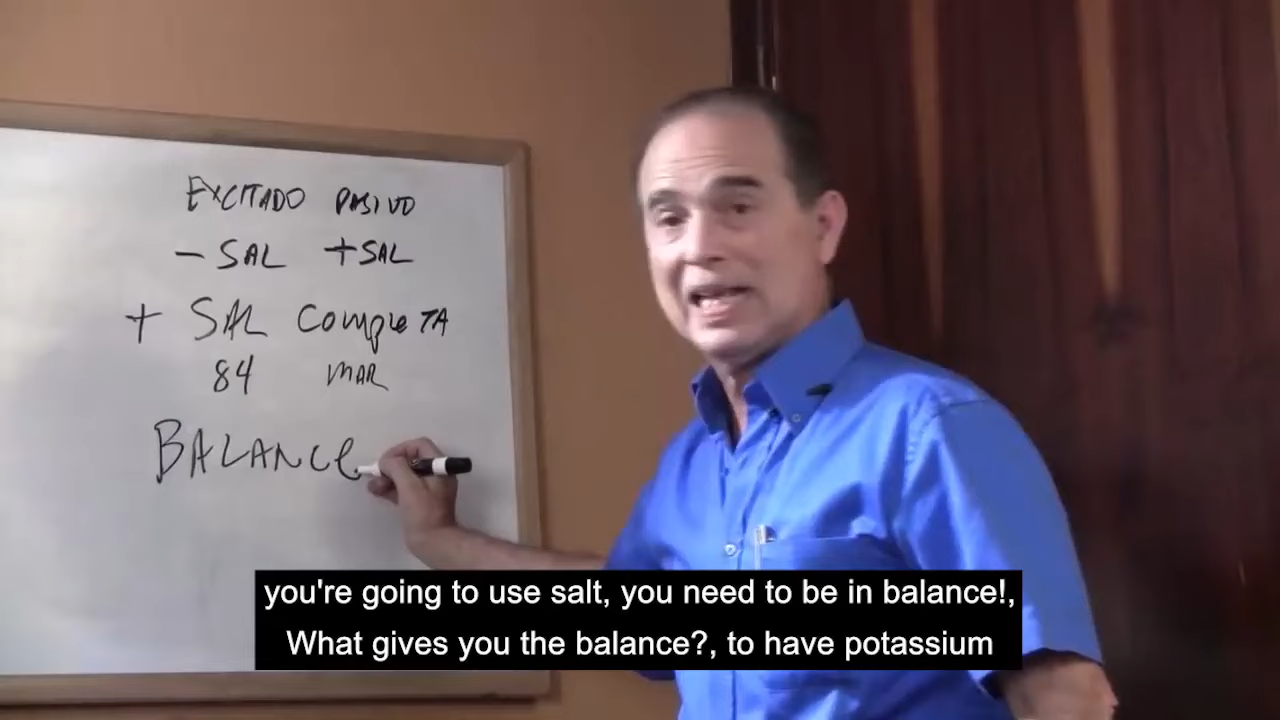 EXCITADO PASIVO
- SAL +SAL
+ SAL CompleTA
84 MAR
BALANCe
you're going to use salt, you need to be in balance!,
What gives you the balance?, to have potassium